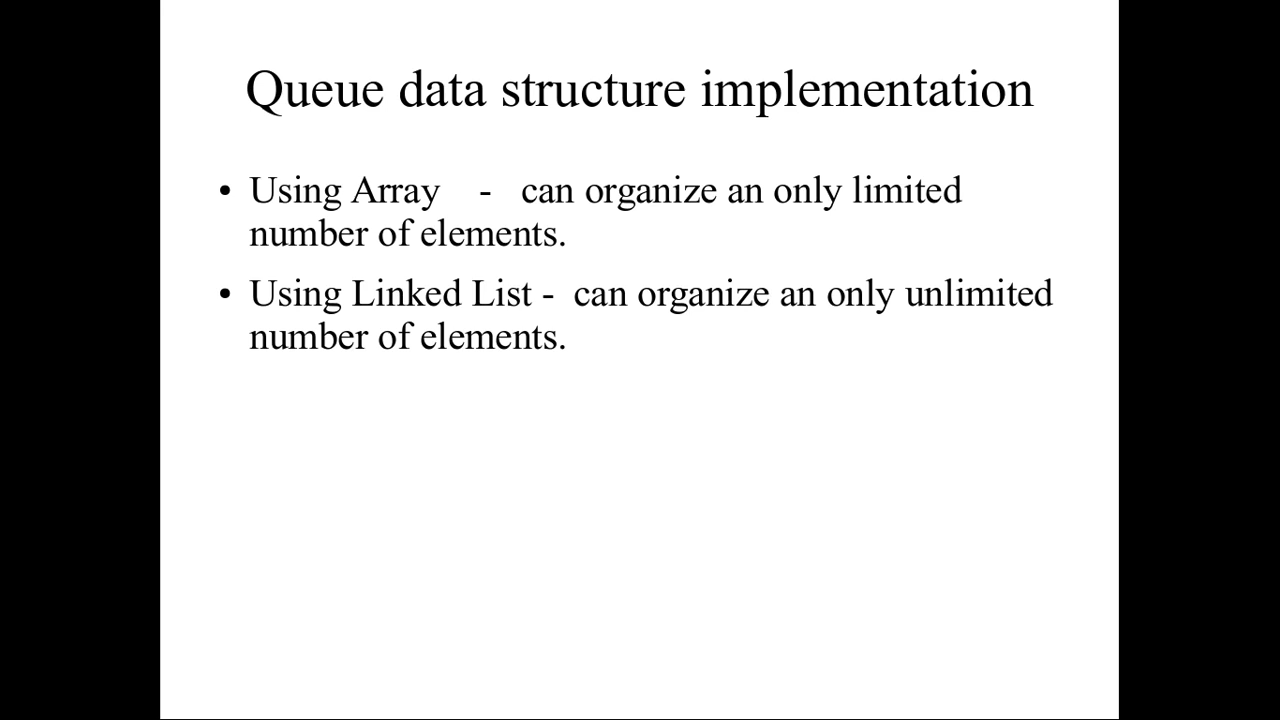 Queue data structure implementation
• Using Array - can organize an only limited
number of elements.
• Using Linked List - can organize an only unlimited
number of elements.